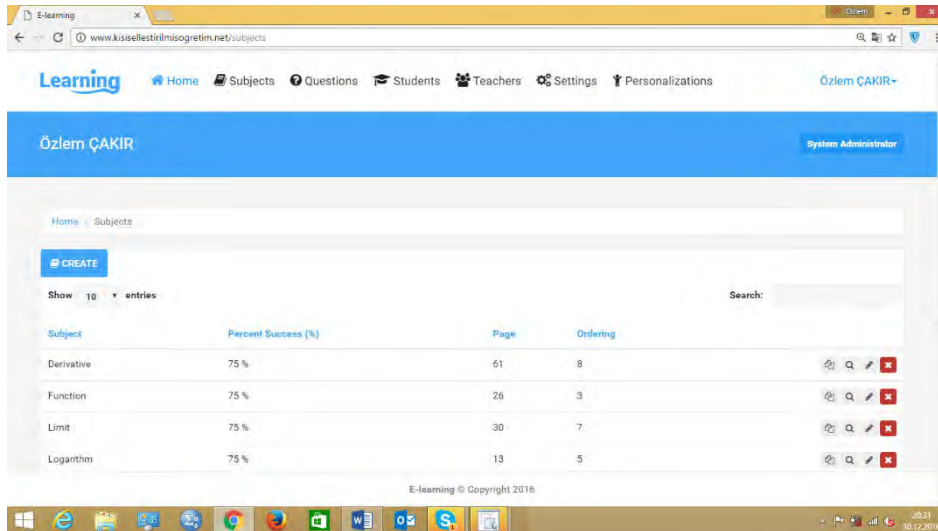 E-learning
Özlem
www.kisisellestirilmisogretim.net/subjects
Learning Home Subjects Questions Students Teachers Settings Personalizations Özlem ÇAKIR
Özlem ÇAKIR System Administrator
Home / Subjects
CREATE
Show 10 entries Search:
Subject Percent Success (%) Page Ordering
Derivative 75 % 61 8
Function 75 % 26 3
Limit 75 % 30 7
Logarithm 75 % 13 5
E-learning © Copyright 2016
20:31